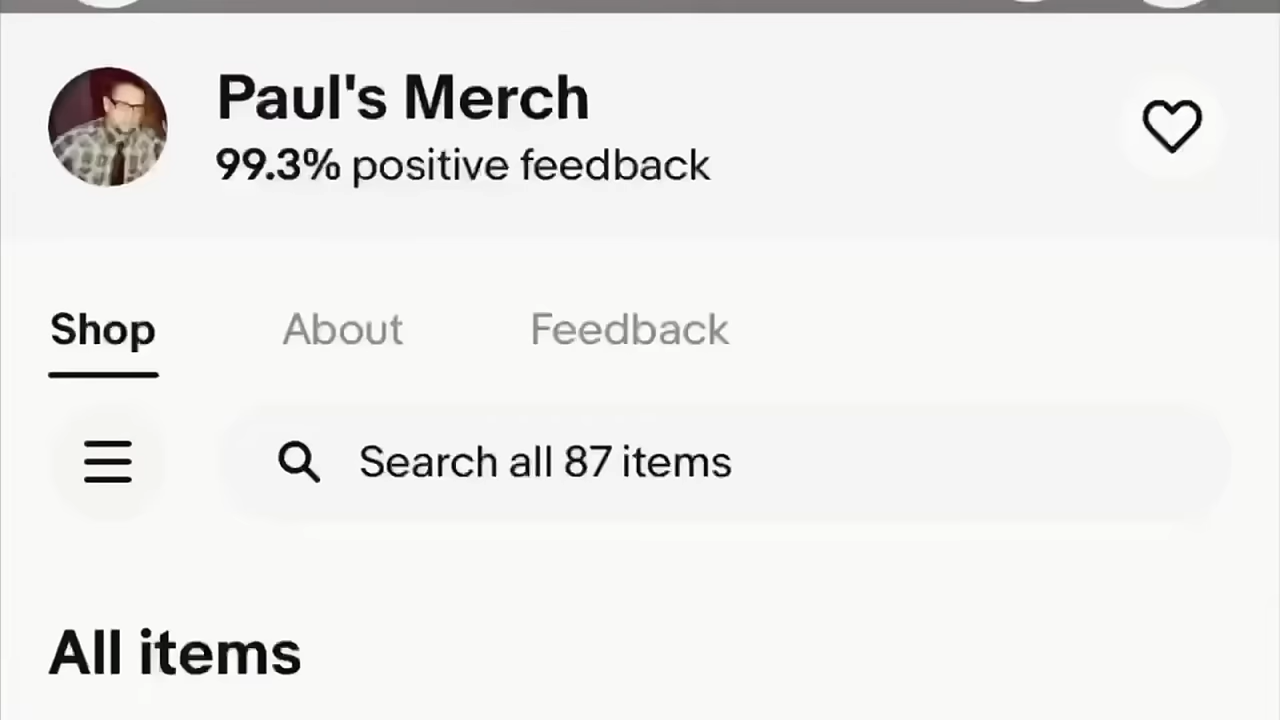 Paul's Merch
99.3% positive feedback
Shop About Feedback
Search all 87 items
All items